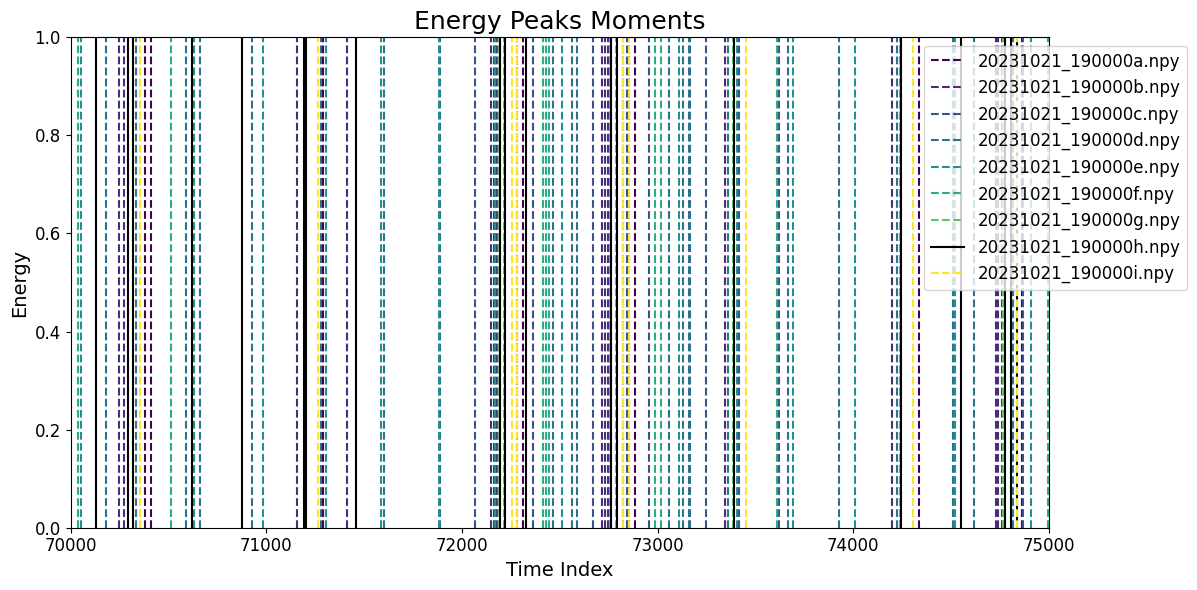 Energy Peaks Moments
1.0
0.8
0.6
0.4
0.2
0.0
Energy
70000
71000
72000
73000
74000
75000
Time Index
20231021_190000a.npy
20231021_190000b.npy
20231021_190000c.npy
20231021_190000d.npy
20231021_190000e.npy
20231021_190000f.npy
20231021_190000g.npy
20231021_190000h.npy
20231021_190000i.npy